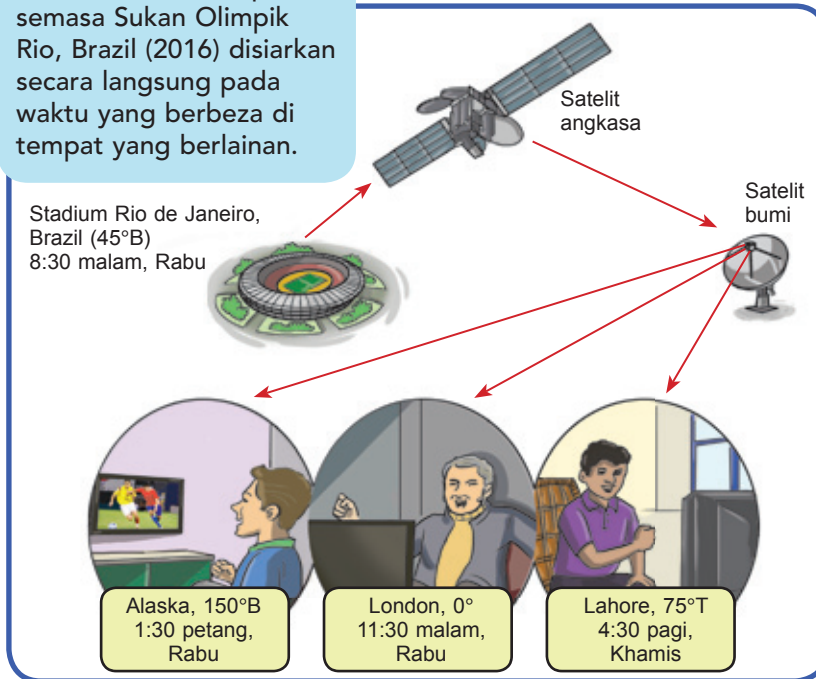 semasa Sukan Olimpik
Rio, Brazil (2016) disiarkan
secara langsung pada
waktu yang berbeza di
tempat yang berlainan.
Satelit
angkasa
Satelit
bumi
Stadium Rio de Janeiro,
Brazil (45°B)
8:30 malam, Rabu
Alaska, 150°B
1:30 petang,
Rabu
London, 0°
11:30 malam,
Rabu
Lahore, 75°T
4:30 pagi,
Khamis